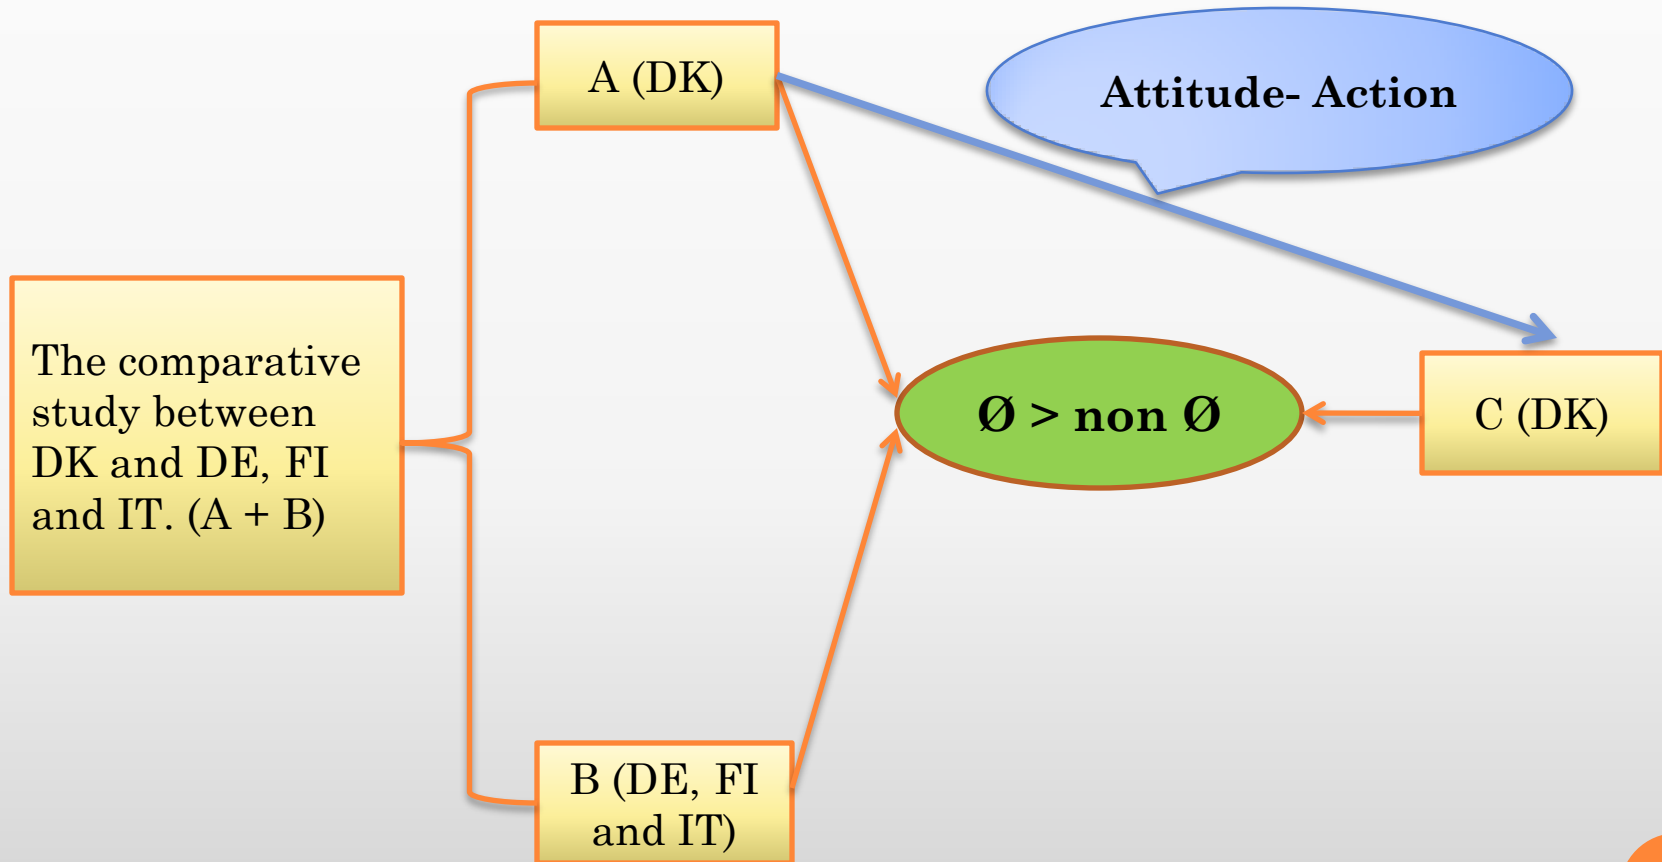 A (DK)
Attitude- Action
The comparative
study between
DK and DE, FI
and IT. (A + B)
Ø > non Ø
C (DK)
B (DE, FI
and IT)